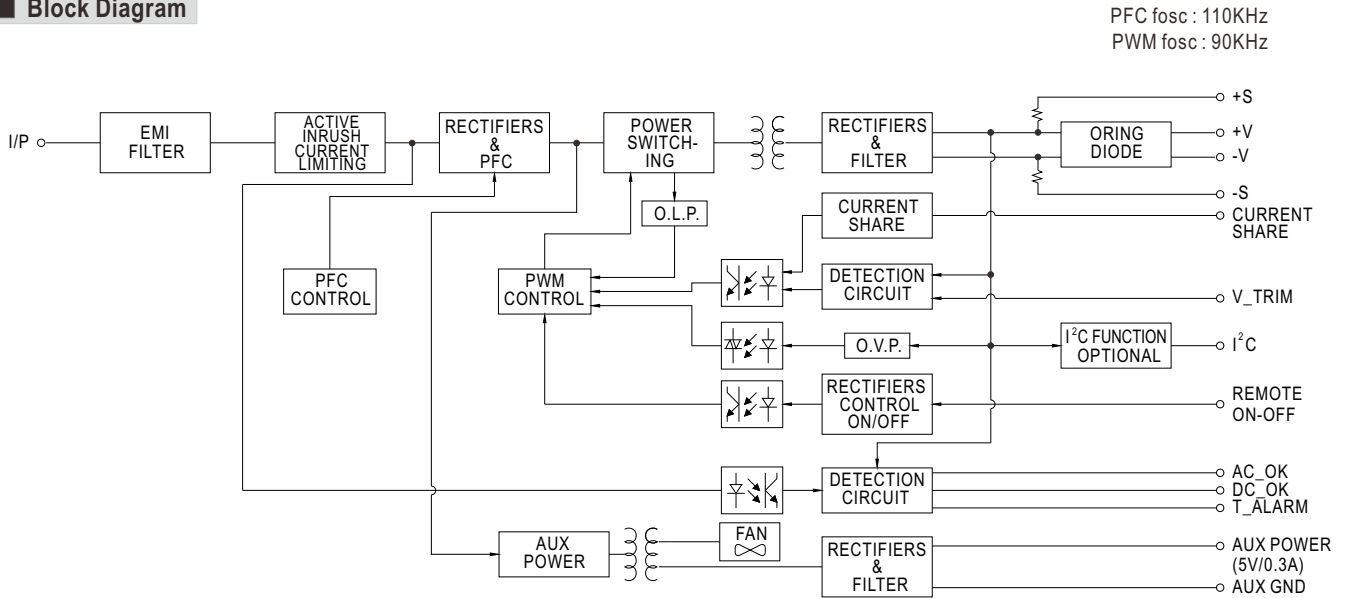 Block Diagram
PFC fosc : 110KHz
PWM fosc : 90KHz
I/P
EMI
FILTER
ACTIVE
INRUSH
CURRENT
LIMITING
RECTIFIERS
&
PFC
POWER
SWITCH-
ING
RECTIFIERS
&
FILTER
ORING
DIODE
+S
+V
-V
-S
O.L.P.
CURRENT
SHARE
CURRENT
SHARE
PFC
CONTROL
PWM
CONTROL
DETECTION
CIRCUIT
V_TRIM
O.V.P.
I²C FUNCTION
OPTIONAL
I²C
RECTIFIERS
CONTROL
ON/OFF
REMOTE
ON-OFF
DETECTION
CIRCUIT
AC_OK
DC_OK
T_ALARM
AUX
POWER
FAN
RECTIFIERS
&
FILTER
AUX POWER
(5V/0.3A)
AUX GND